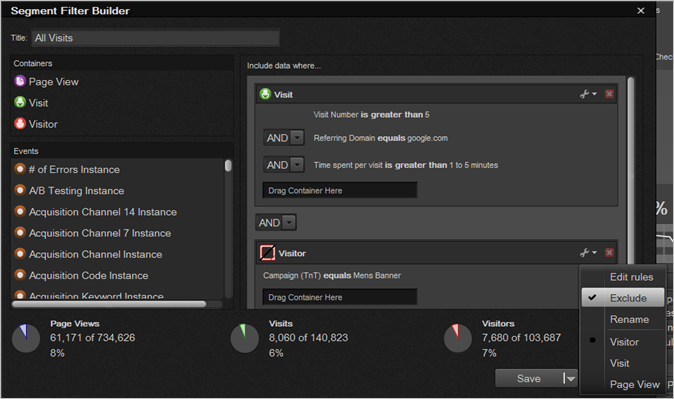 Segment Filter Builder
Title: All Visits
Containers
Page View
Visit
Visitor
Events
# of Errors Instance
A/B Testing Instance
Acquisition Channel 14 Instance
Acquisition Channel 7 Instance
Acquisition Channel Instance
Acquisition Code Instance
Acquisition Keyword Instance
Include data where...
Visit
Visit Number is greater than 5
AND Referring Domain equals google.com
AND Time spent per visit is greater than 1 to 5 minutes
Drag Container Here
AND
Visitor
Campaign (TnT) equals Mens Banner
Drag Container Here
Edit rules
Exclude
Rename
Visitor
Visit
Page View
Page Views
61,171 of 734,626
8%
Visits
8,060 of 140,823
6%
Visitors
7,680 of 103,687
7%
Save
Chec
%